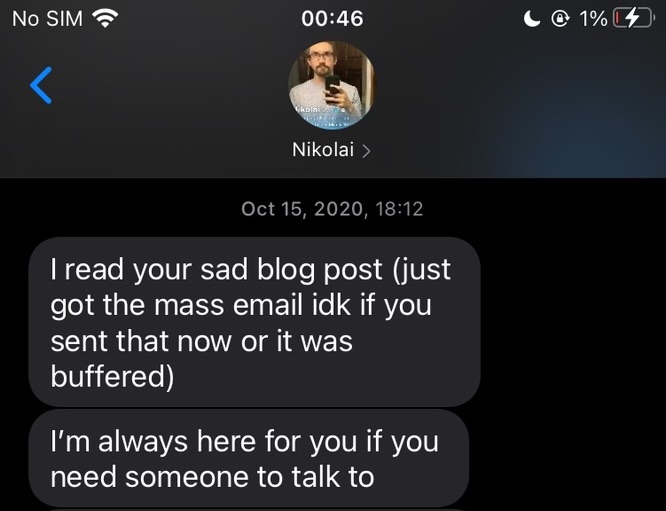 No SIM
00:46
1%
Nikolai
Oct 15, 2020, 18:12
I read your sad blog post (just
got the mass email idk if you
sent that now or it was
buffered)
I’m always here for you if you
need someone to talk to